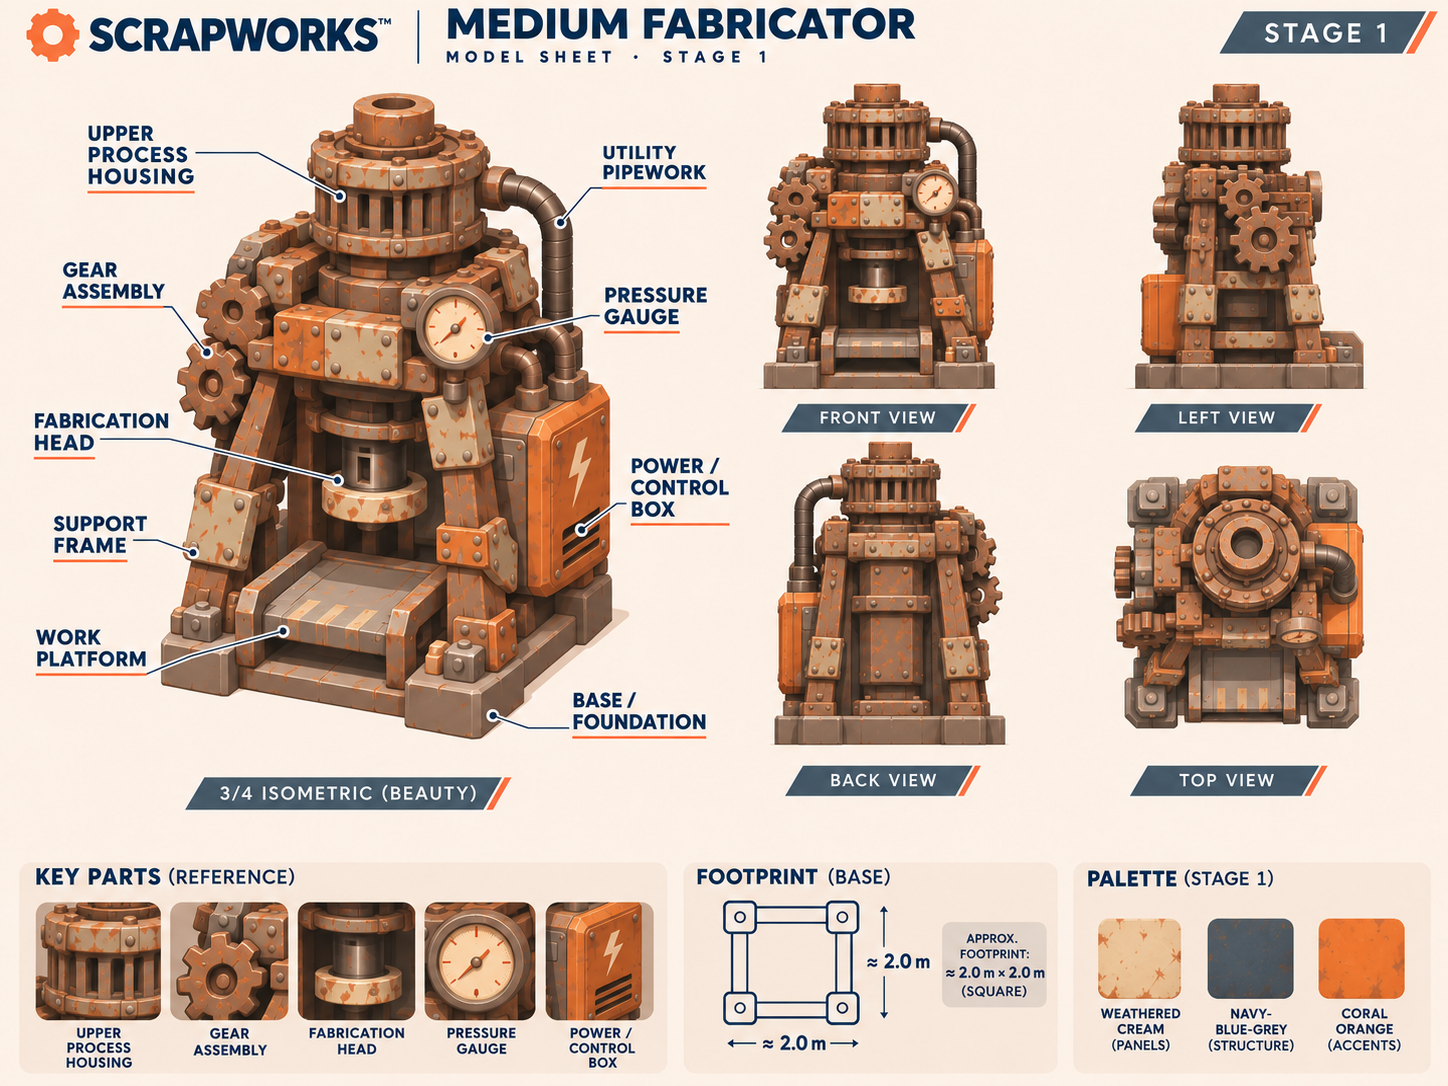 SCRAPWORKS™
MEDIUM FABRICATOR
MODEL SHEET · STAGE 1
STAGE 1
UPPER
PROCESS
HOUSING
GEAR
ASSEMBLY
FABRICATION
HEAD
SUPPORT
FRAME
WORK
PLATFORM
UTILITY
PIPEWORK
PRESSURE
GAUGE
POWER /
CONTROL
BOX
BASE /
FOUNDATION
3/4 ISOMETRIC (BEAUTY)
FRONT VIEW
LEFT VIEW
BACK VIEW
TOP VIEW
KEY PARTS (REFERENCE)
UPPER
PROCESS
HOUSING
GEAR
ASSEMBLY
FABRICATION
HEAD
PRESSURE
GAUGE
POWER /
CONTROL
BOX
FOOTPRINT (BASE)
≈ 2.0 m
≈ 2.0 m
APPROX.
FOOTPRINT:
≈ 2.0 m × 2.0 m
(SQUARE)
PALETTE (STAGE 1)
WEATHERED
CREAM
(PANELS)
NAVY-
BLUE-GREY
(STRUCTURE)
CORAL
ORANGE
(ACCENTS)